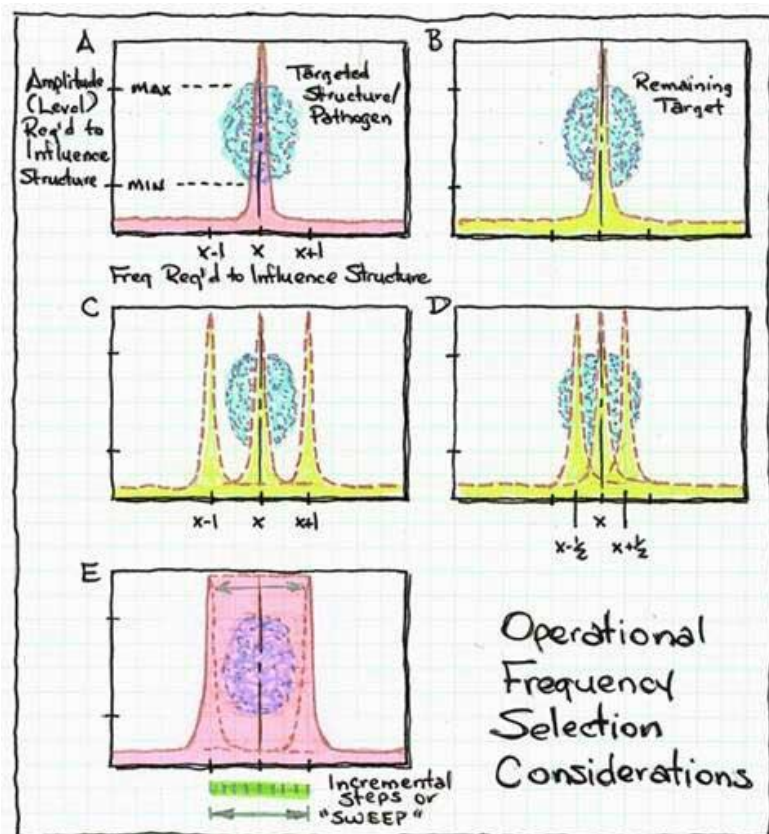 A
Amplitude
(Level)
Req'd to
Influence
Structure
MAX
MIN
Targeted
Structure/
Pathogen
x-1 x x+1
Freq Req'd to Influence Structure
B
Remaining
Target
C
x-1 x x+1
D
x
x-½ x+½
E
Incremental
Steps or
"SWEEP"
Operational
Frequency
Selection
Considerations